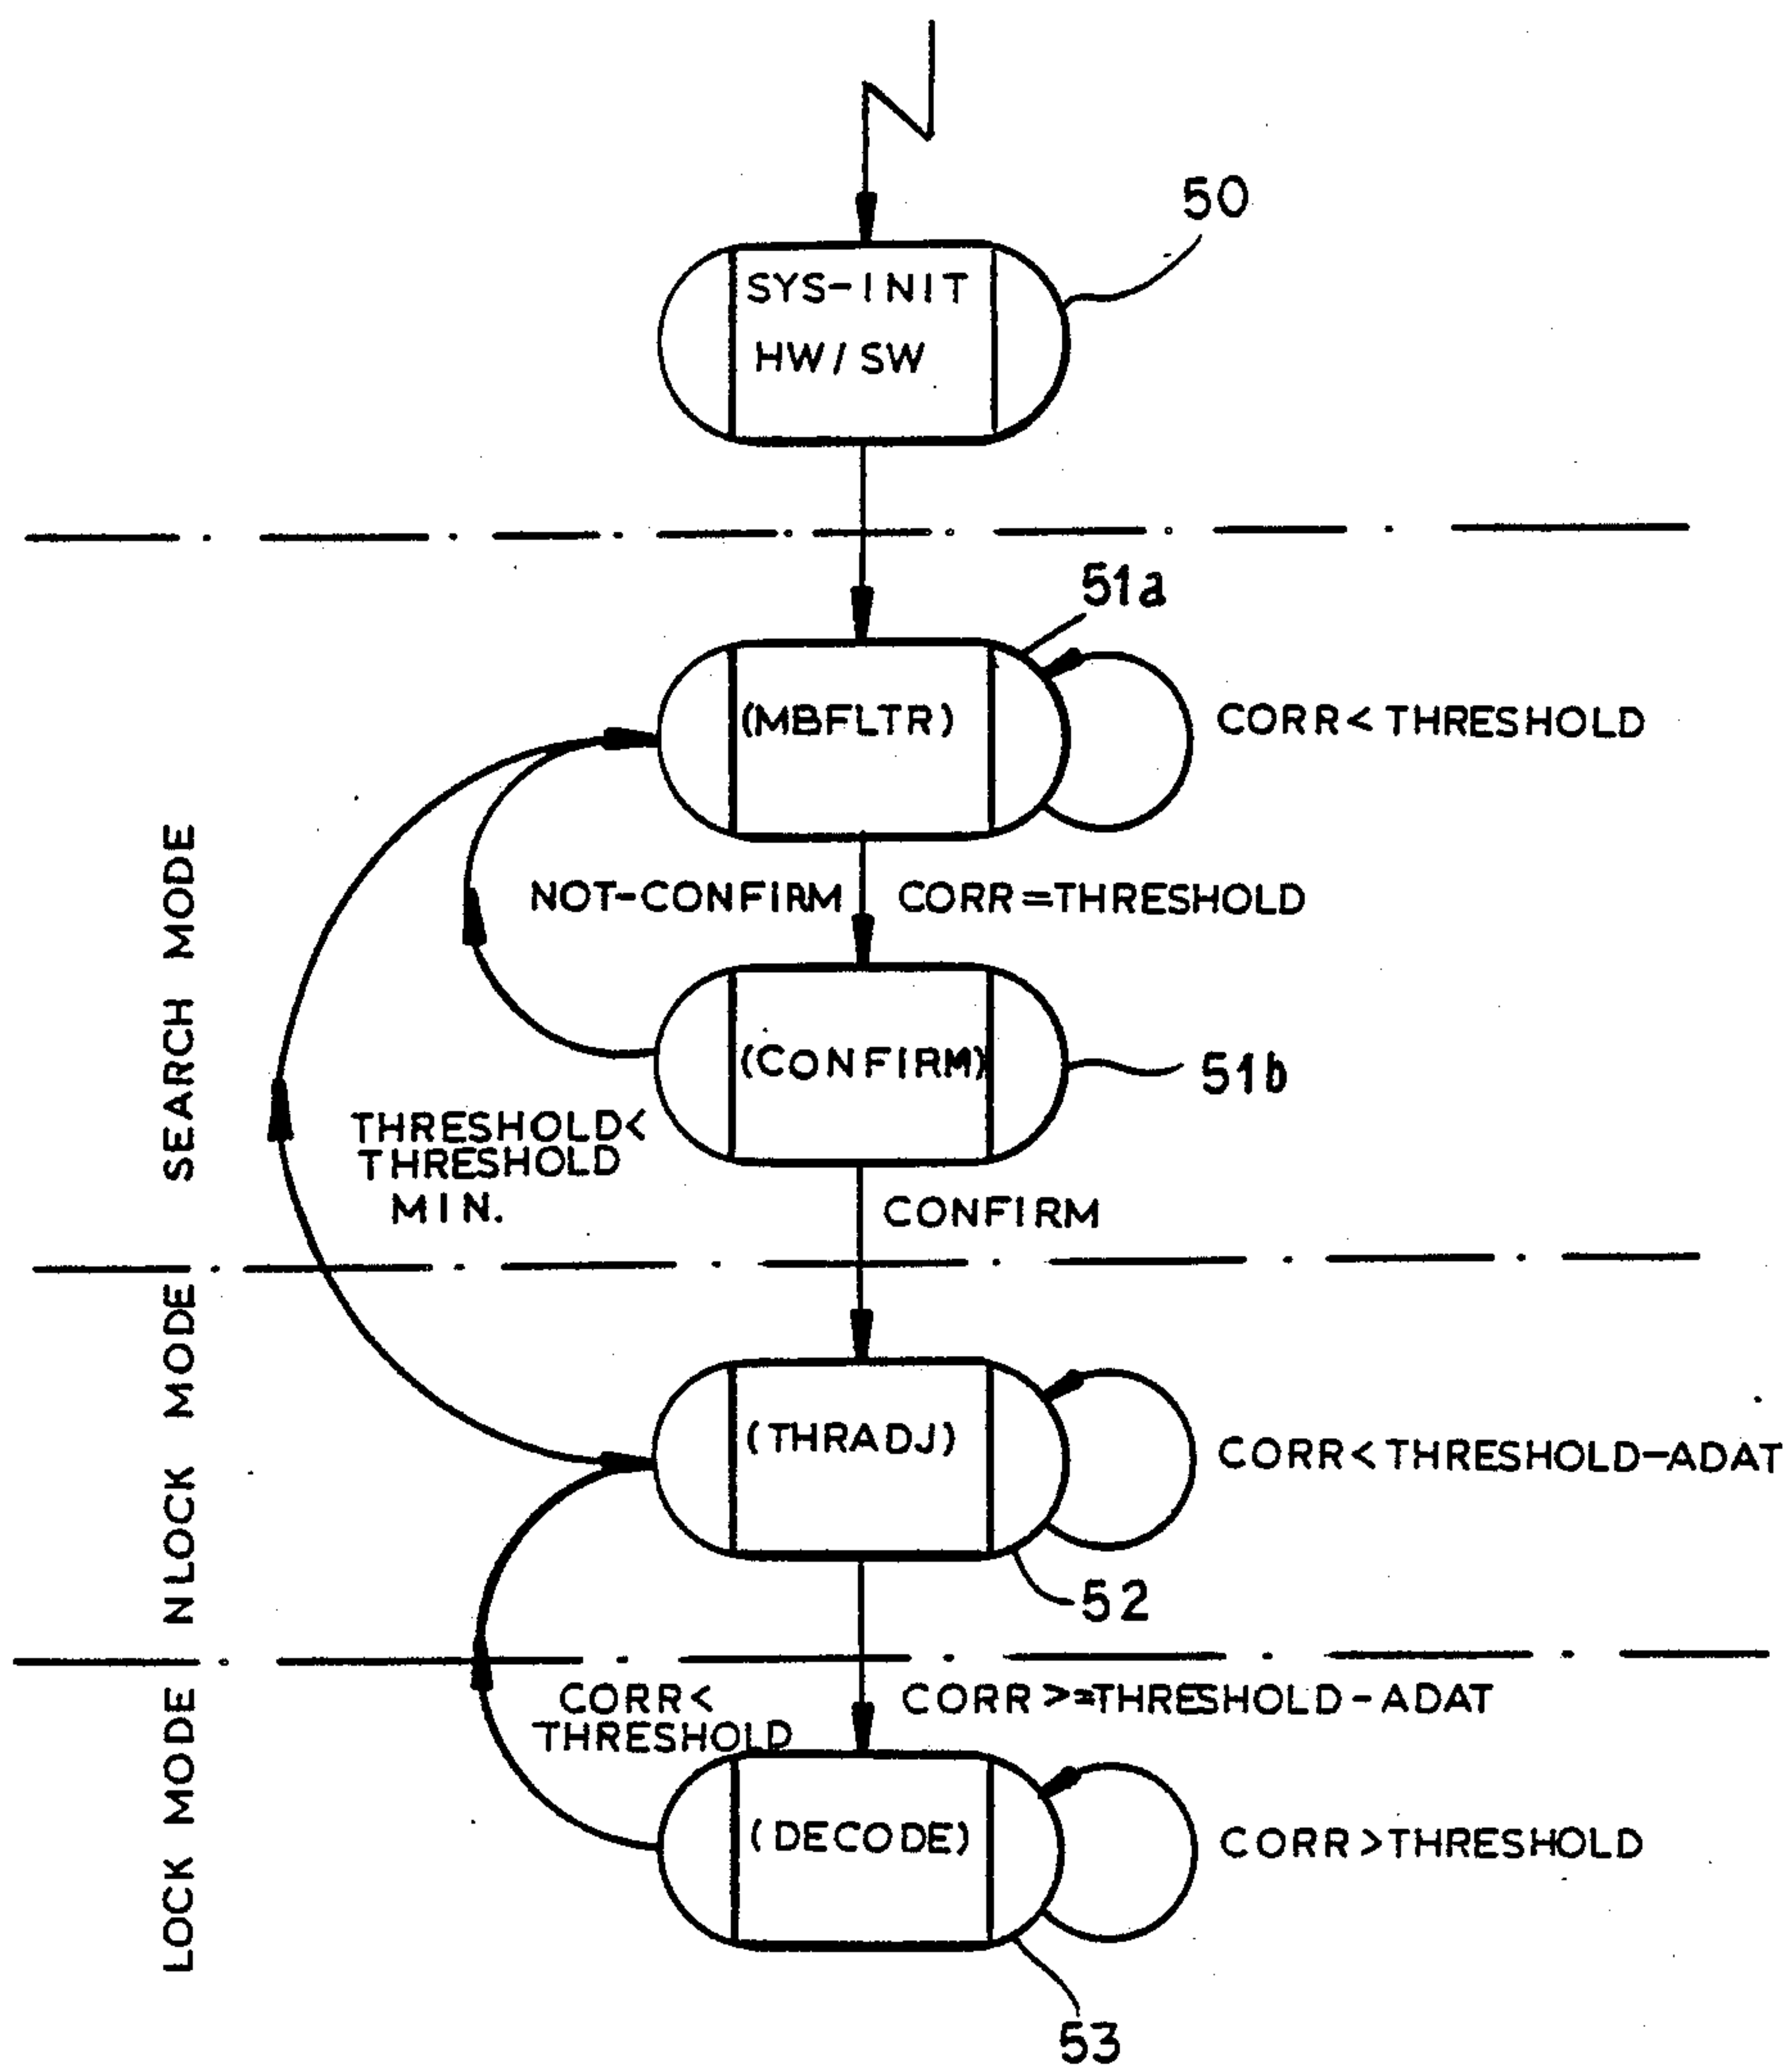 50
SYS-INIT
HW/SW
51a
(MBFLTR)
CORR<THRESHOLD
NOT-CONFIRM
CORR=THRESHOLD
(CONFIRM)
51b
THRESHOLD<
THRESHOLD
MIN.
CONFIRM
SEARCH MODE
(THRADJ)
CORR<THRESHOLD-ADAT
52
NLOCK MODE
CORR<
THRESHOLD
CORR>=THRESHOLD-ADAT
(DECODE)
CORR>THRESHOLD
LOCK MODE
53